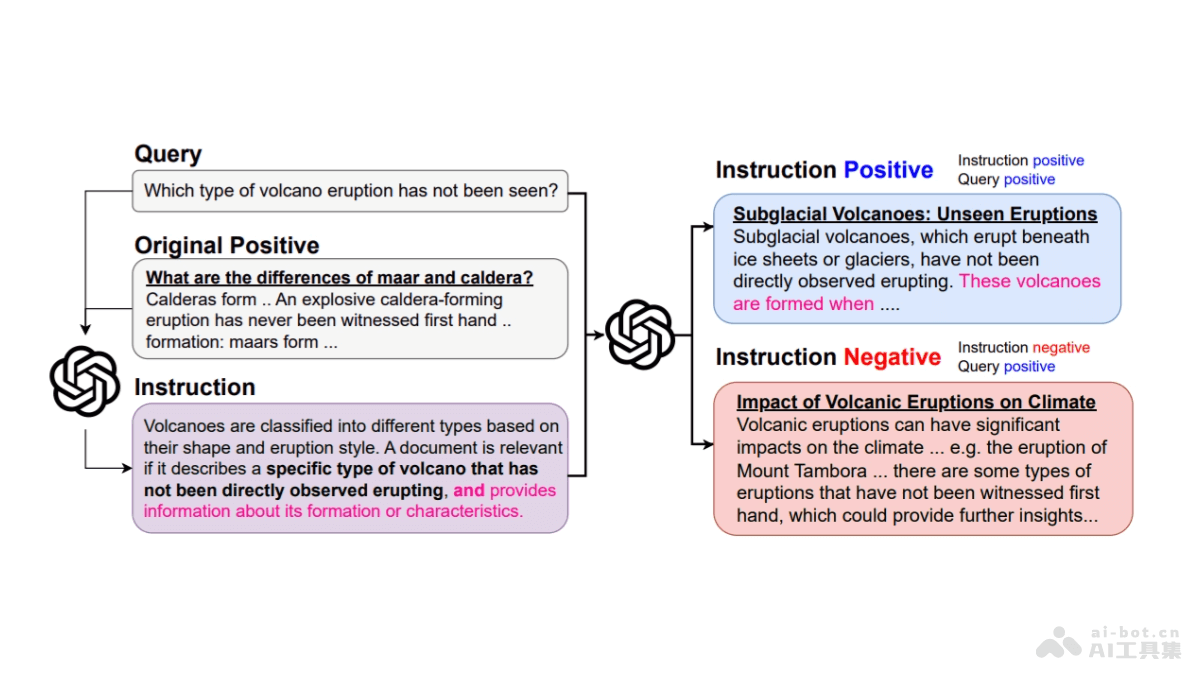 Query
Which type of volcano eruption has not been seen?
Original Positive
What are the differences of maar and caldera?
Calderas form .. An explosive caldera-forming
eruption has never been witnessed first hand ..
formation: maars form ...
Instruction
Volcanoes are classified into different types based on
their shape and eruption style. A document is relevant
if it describes a specific type of volcano that has
not been directly observed erupting, and provides
information about its formation or characteristics.
Instruction Positive
Instruction positive
Query positive
Subglacial Volcanoes: Unseen Eruptions
Subglacial volcanoes, which erupt beneath
ice sheets or glaciers, have not been
directly observed erupting. These volcanoes
are formed when ....
Instruction Negative
Instruction negative
Query positive
Impact of Volcanic Eruptions on Climate
Volcanic eruptions can have significant
impacts on the climate ... e.g. the eruption of
Mount Tambora ... there are some types of
eruptions that have not been witnessed first
hand, which could provide further insights...
ai-bot.cn
AI工具集